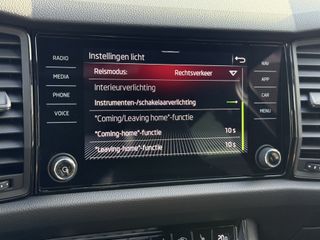 Instellingen licht
RADIO
NAV
Reismodus: Rechtsverkeer
MEDIA
APP
Interieurverlichting
PHONE
Instrumenten-/schakelaarverlichting
CAR
"Coming/Leaving home"-functie
VOICE
MENU
"Coming-home"-functie 10 s
"Leaving-home"-functie 10 s